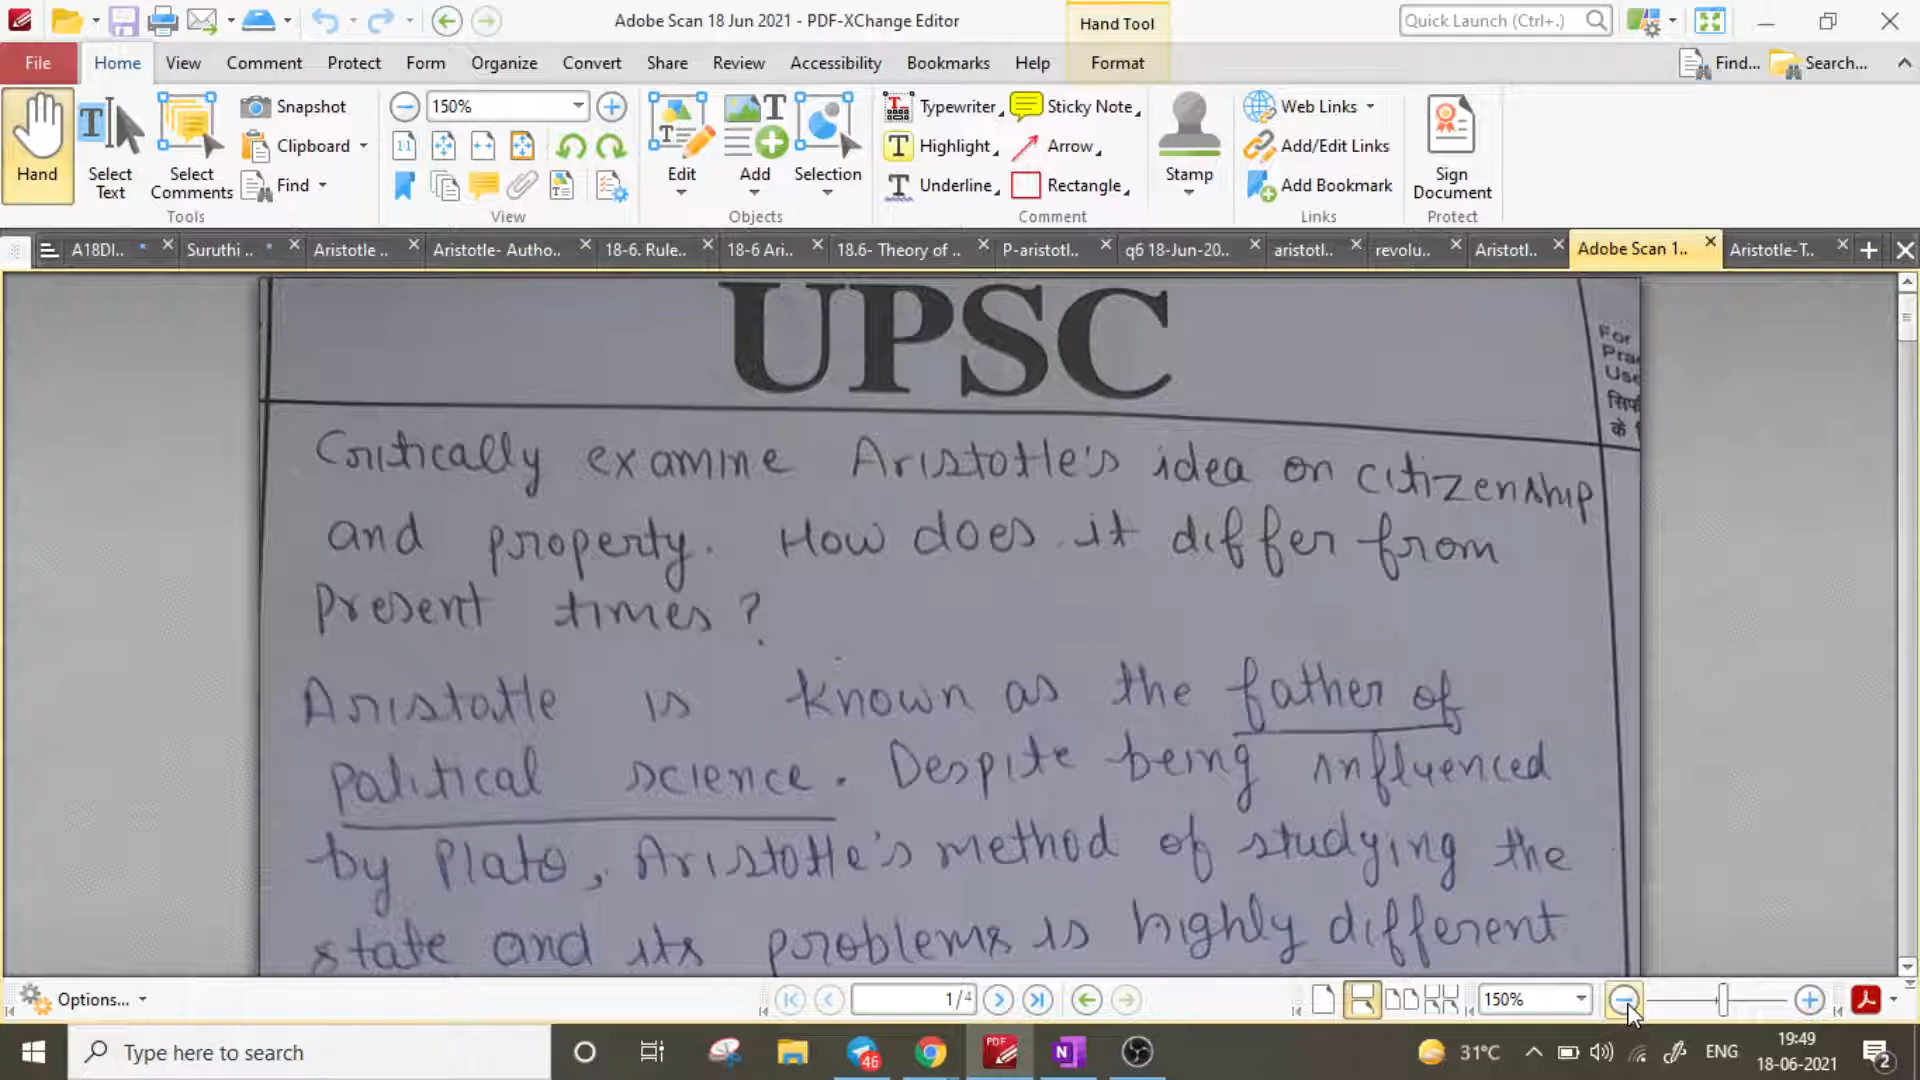 Adobe Scan 18 Jun 2021 - PDF-XChange Editor
Hand Tool
Quick Launch (Ctrl+.)
File Home View Comment Protect Form Organize Convert Share Review Accessibility Bookmarks Help Format
Find... Search...
Hand
Select Text
Select Comments
Snapshot
Clipboard
Find
Tools
150%
View
Edit
Add
Selection
Objects
Typewriter Sticky Note
Highlight Arrow
Underline Rectangle
Comment
Stamp
Web Links
Add/Edit Links
Add Bookmark
Links
Sign Document
Protect
A18DI.. * Suruthi .. * Aristotle .. Aristotle- Autho.. 18-6. Rule.. 18-6 Ari.. 18.6- Theory of .. P-aristotl.. q6 18-Jun-20.. aristotl.. revolu.. Aristotl.. Adobe Scan 1.. Aristotle-T..
UPSC
For
Critically examine Aristotle's idea on citizenship
and property. How does it differ from
present times?
Aristotle is known as the father of
political science. Despite being influenced
by Plato, Aristotle's method of studying the
state and its problems is highly different
Options... 1/4 150%
Type here to search
46
31°C ENG
19:49
18-06-2021
2